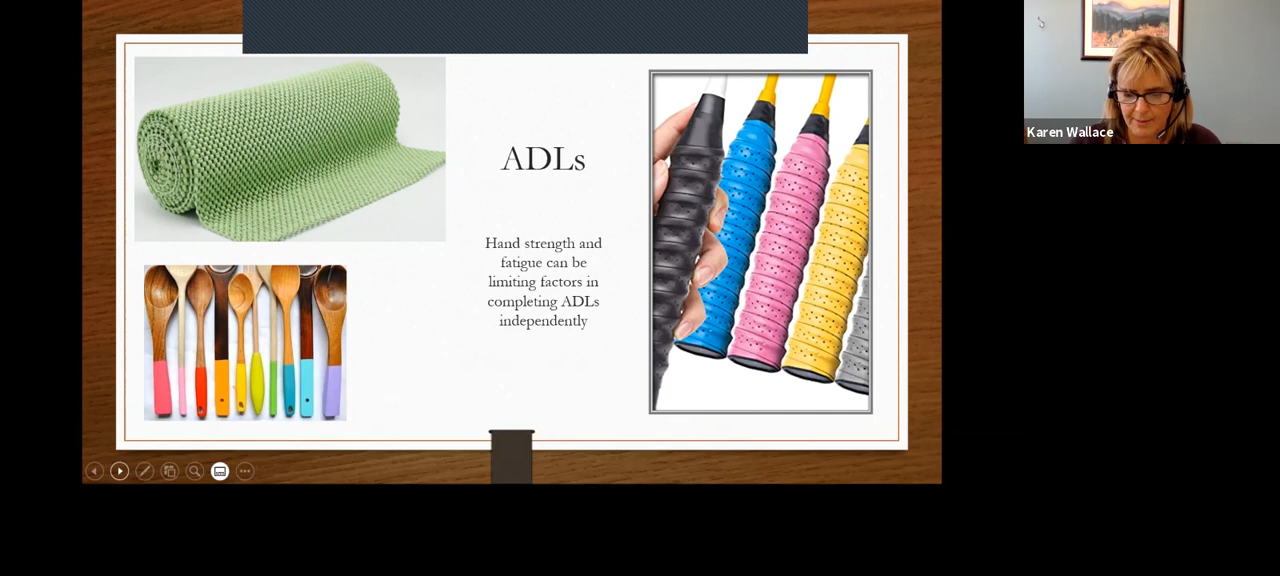 ADLs
Hand strength and
fatigue can be
limiting factors in
completing ADLs
independently
Karen Wallace